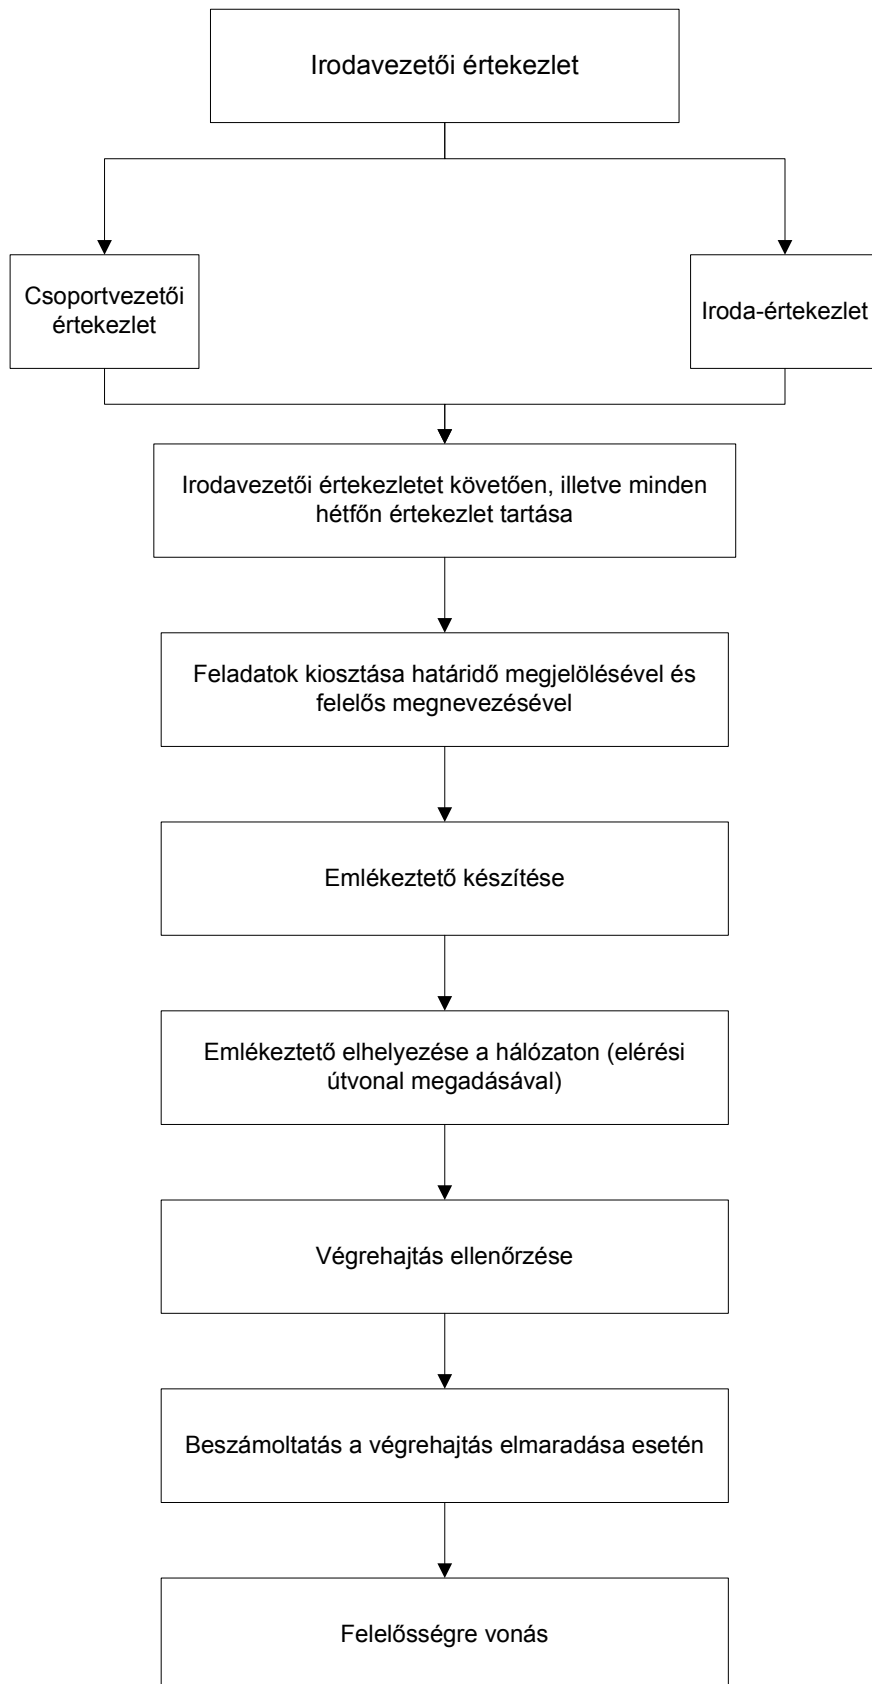 Irodavezetői értekezlet
Csoportvezetői
értekezlet
Iroda-értekezlet
Irodavezetői értekezletet követően, illetve minden
hétfőn értekezlet tartása
Feladatok kiosztása határidő megjelölésével és
felelős megnevezésével
Emlékeztető készítése
Emlékeztető elhelyezése a hálózaton (elérési
útvonal megadásával)
Végrehajtás ellenőrzése
Beszámoltatás a végrehajtás elmaradása esetén
Felelősségre vonás